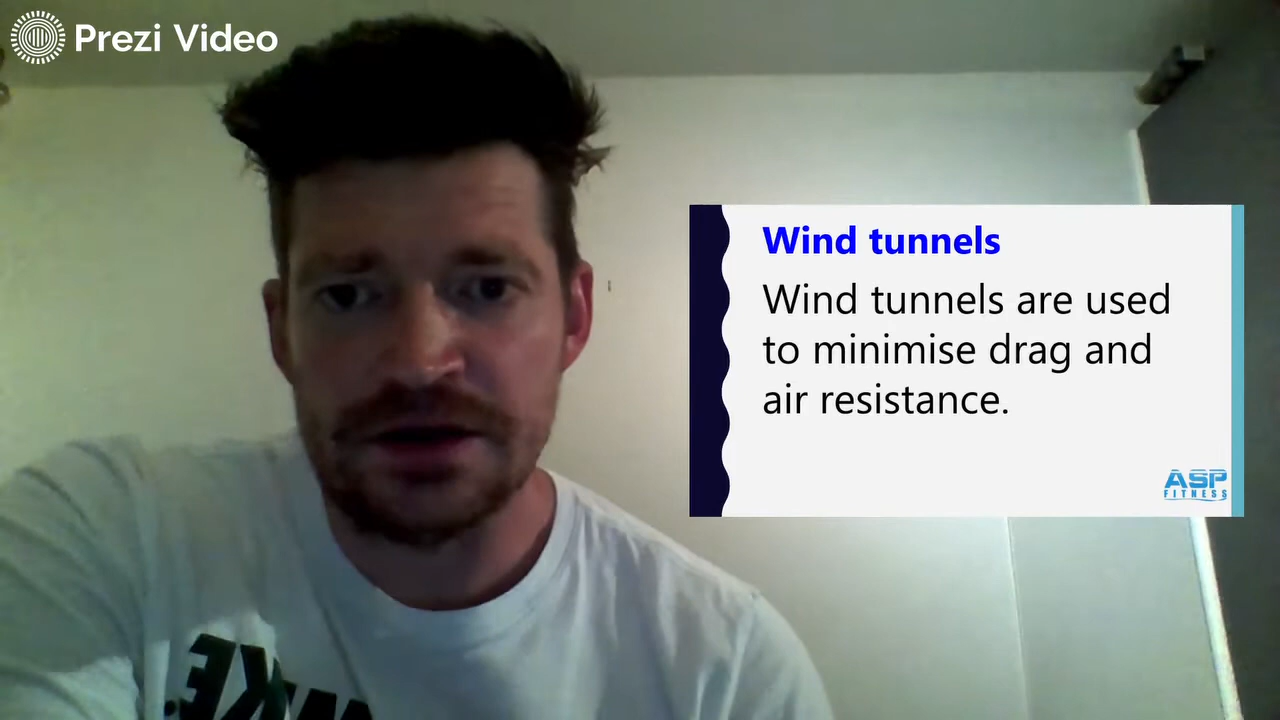 Prezi Video
Wind tunnels
Wind tunnels are used
to minimise drag and
air resistance.
ASP
FITNESS